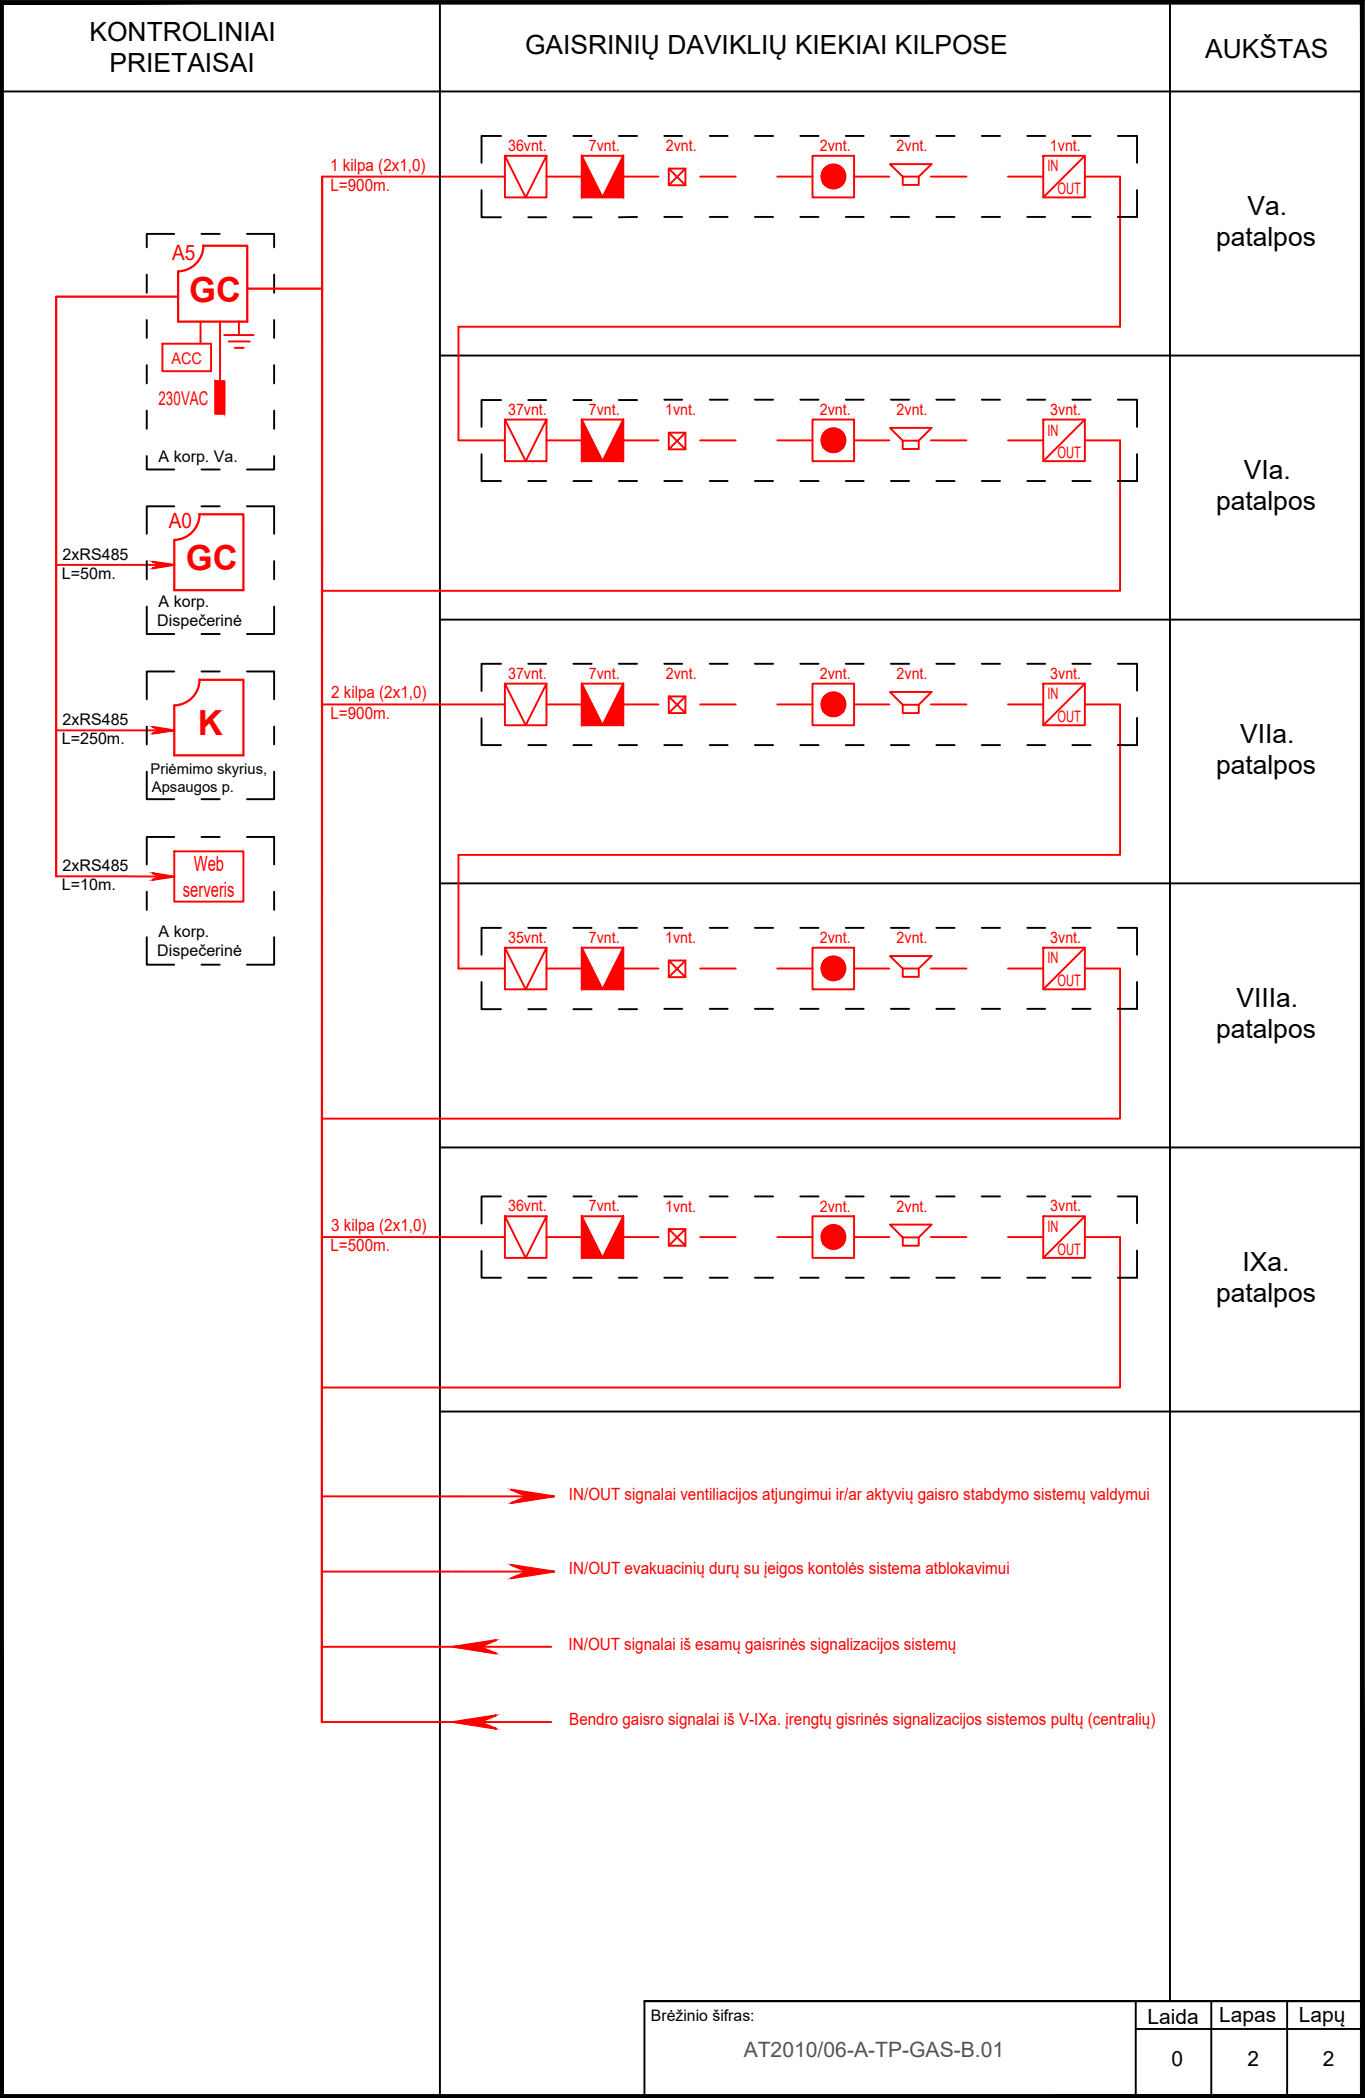 KONTROLINIAI
PRIETAISAI
GAISRINIŲ DAVIKLIŲ KIEKIAI KILPOSE
AUKŠTAS
1 kilpa (2x1,0)
L=900m.
36vnt.
7vnt.
2vnt.
2vnt.
2vnt.
1vnt.
IN
OUT
Va.
patalpos
A5
GC
ACC
230VAC
A korp. Va.
37vnt.
7vnt.
1vnt.
2vnt.
2vnt.
3vnt.
IN
OUT
VIa.
patalpos
2xRS485
L=50m.
A0
GC
A korp.
Dispečerinė
2xRS485
L=250m.
K
Priėmimo skyrius,
Apsaugos p.
2 kilpa (2x1,0)
L=900m.
37vnt.
7vnt.
2vnt.
2vnt.
2vnt.
3vnt.
IN
OUT
VIIa.
patalpos
2xRS485
L=10m.
Web
serveris
A korp.
Dispečerinė
35vnt.
7vnt.
1vnt.
2vnt.
2vnt.
3vnt.
IN
OUT
VIIIa.
patalpos
3 kilpa (2x1,0)
L=500m.
36vnt.
7vnt.
1vnt.
2vnt.
2vnt.
3vnt.
IN
OUT
IXa.
patalpos
IN/OUT signalai ventiliacijos atjungimui ir/ar aktyvių gaisro stabdymo sistemų valdymui
IN/OUT evakuacinių durų su įeigos kontolės sistema atblokavimui
IN/OUT signalai iš esamų gaisrinės signalizacijos sistemų
Bendro gaisro signalai iš V-IXa. įrengtų gisrinės signalizacijos sistemos pultų (centralių)
Brėžinio šifras:
AT2010/06-A-TP-GAS-B.01
Laida
Lapas
Lapų
0
2
2